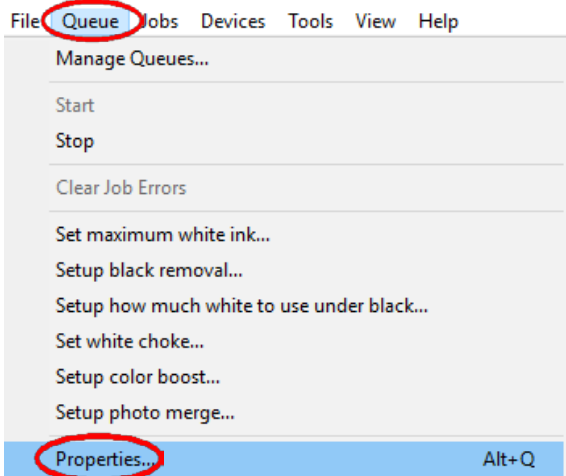 File Queue Jobs Devices Tools View Help
Manage Queues...
Start
Stop
Clear Job Errors
Set maximum white ink...
Setup black removal...
Setup how much white to use under black...
Set white choke...
Setup color boost...
Setup photo merge...
Properties... Alt+Q